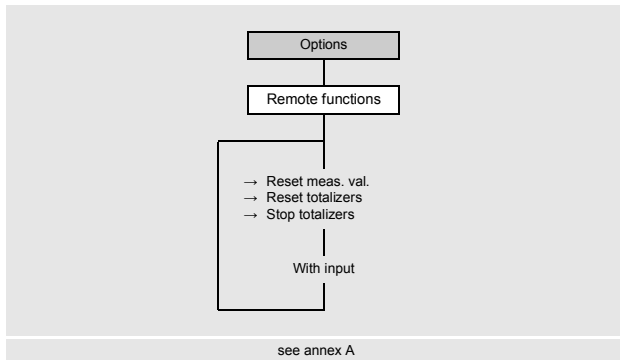 Options
Remote functions
→ Reset meas. val.
→ Reset totalizers
→ Stop totalizers
With input
see annex A